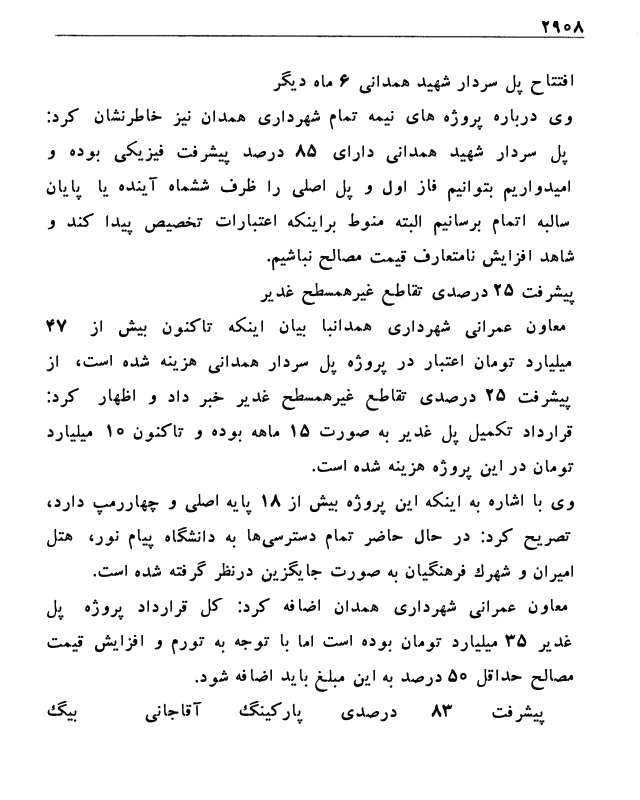 ۲۹۰۸
افتتاح پل سردار شهید همدانی ۶ ماه دیگر
وی درباره پروژه های نیمه تمام شهرداری همدان نیز خاطرنشان کرد:
پل سردار شهید همدانی دارای ۸۵ درصد پیشرفت فیزیکی بوده و
امیدواریم بتوانیم فاز اول و پل اصلی را ظرف ششماه آینده یا پایان
سالبه اتمام برسانیم البته منوط براینکه اعتبارات تخصیص پیدا کند و
شاهد افزایش نامتعارف قیمت مصالح نباشیم.
پیشرفت ۲۵ درصدی تقاطع غیرهمسطح غدیر
معاون عمرانی شهرداری همدانبا بیان اینکه تاکنون بیش از ۴۷
میلیارد تومان اعتبار در پروژه پل سردار همدانی هزینه شده است، از
پیشرفت ۲۵ درصدی تقاطع غیرهمسطح غدیر خبر داد و اظهار کرد:
قرارداد تکمیل پل غدیر به صورت ۱۵ ماهه بوده و تاکنون ۱۰ میلیارد
تومان در این پروژه هزینه شده است.
وی با اشاره به اینکه این پروژه بیش از ۱۸ پایه اصلی و چهاررمپ دارد،
تصریح کرد: در حال حاضر تمام دسترسی‌ها به دانشگاه پیام نور، هتل
امیران و شهرك فرهنگیان به صورت جایگزین درنظر گرفته شده است.
معاون عمرانی شهرداری همدان اضافه کرد: کل قرارداد پروژه پل
غدیر ۳۵ میلیارد تومان بوده است اما با توجه به تورم و افزایش قیمت
مصالح حداقل ۵۰ درصد به این مبلغ باید اضافه شود.
پیشرفت ۸۳ درصدی پارکینگ آقاجانی بیگ